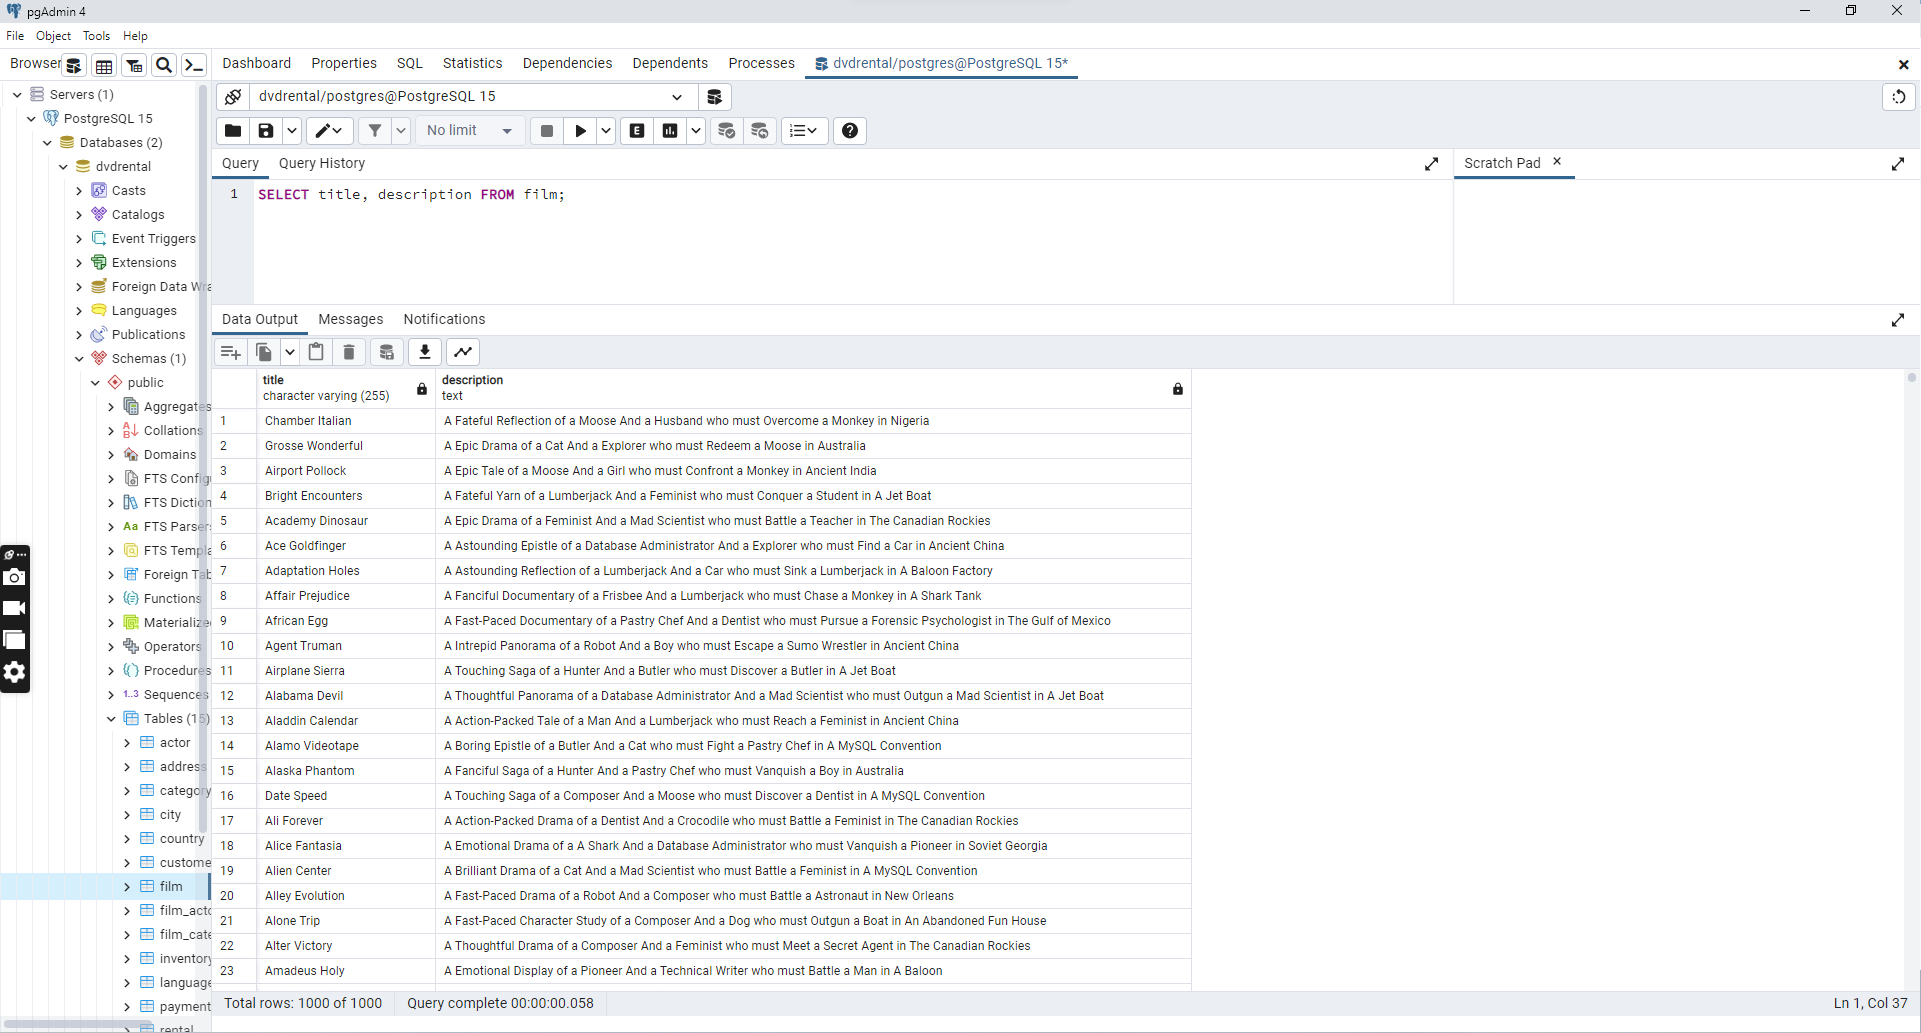 pgAdmin 4
File Object Tools Help
Browser
Dashboard Properties SQL Statistics Dependencies Dependents Processes dvdrental/postgres@PostgreSQL 15*
Servers (1)
PostgreSQL 15
Databases (2)
dvdrental
Casts
Catalogs
Event Triggers
Extensions
Foreign Data Wra
Languages
Publications
Schemas (1)
public
Aggregates
Collations
Domains
FTS Config
FTS Diction
Aa FTS Parsers
FTS Templa
Foreign Tab
Functions
Materialize
Operators
Procedures
1..3 Sequences
Tables (15)
actor
address
category
city
country
custome
film
film_acto
film_cate
inventory
language
payment
rental
dvdrental/postgres@PostgreSQL 15
No limit
E
Query Query History
Scratch Pad
1 SELECT title, description FROM film;
Data Output Messages Notifications
title
character varying (255)
description
text
1 Chamber Italian A Fateful Reflection of a Moose And a Husband who must Overcome a Monkey in Nigeria
2 Grosse Wonderful A Epic Drama of a Cat And a Explorer who must Redeem a Moose in Australia
3 Airport Pollock A Epic Tale of a Moose And a Girl who must Confront a Monkey in Ancient India
4 Bright Encounters A Fateful Yarn of a Lumberjack And a Feminist who must Conquer a Student in A Jet Boat
5 Academy Dinosaur A Epic Drama of a Feminist And a Mad Scientist who must Battle a Teacher in The Canadian Rockies
6 Ace Goldfinger A Astounding Epistle of a Database Administrator And a Explorer who must Find a Car in Ancient China
7 Adaptation Holes A Astounding Reflection of a Lumberjack And a Car who must Sink a Lumberjack in A Baloon Factory
8 Affair Prejudice A Fanciful Documentary of a Frisbee And a Lumberjack who must Chase a Monkey in A Shark Tank
9 African Egg A Fast-Paced Documentary of a Pastry Chef And a Dentist who must Pursue a Forensic Psychologist in The Gulf of Mexico
10 Agent Truman A Intrepid Panorama of a Robot And a Boy who must Escape a Sumo Wrestler in Ancient China
11 Airplane Sierra A Touching Saga of a Hunter And a Butler who must Discover a Butler in A Jet Boat
12 Alabama Devil A Thoughtful Panorama of a Database Administrator And a Mad Scientist who must Outgun a Mad Scientist in A Jet Boat
13 Aladdin Calendar A Action-Packed Tale of a Man And a Lumberjack who must Reach a Feminist in Ancient China
14 Alamo Videotape A Boring Epistle of a Butler And a Cat who must Fight a Pastry Chef in A MySQL Convention
15 Alaska Phantom A Fanciful Saga of a Hunter And a Pastry Chef who must Vanquish a Boy in Australia
16 Date Speed A Touching Saga of a Composer And a Moose who must Discover a Dentist in A MySQL Convention
17 Ali Forever A Action-Packed Drama of a Dentist And a Crocodile who must Battle a Feminist in The Canadian Rockies
18 Alice Fantasia A Emotional Drama of a A Shark And a Database Administrator who must Vanquish a Pioneer in Soviet Georgia
19 Alien Center A Brilliant Drama of a Cat And a Mad Scientist who must Battle a Feminist in A MySQL Convention
20 Alley Evolution A Fast-Paced Drama of a Robot And a Composer who must Battle a Astronaut in New Orleans
21 Alone Trip A Fast-Paced Character Study of a Composer And a Dog who must Outgun a Boat in An Abandoned Fun House
22 Alter Victory A Thoughtful Drama of a Composer And a Feminist who must Meet a Secret Agent in The Canadian Rockies
23 Amadeus Holy A Emotional Display of a Pioneer And a Technical Writer who must Battle a Man in A Baloon
Total rows: 1000 of 1000 Query complete 00:00:00.058 Ln 1, Col 37